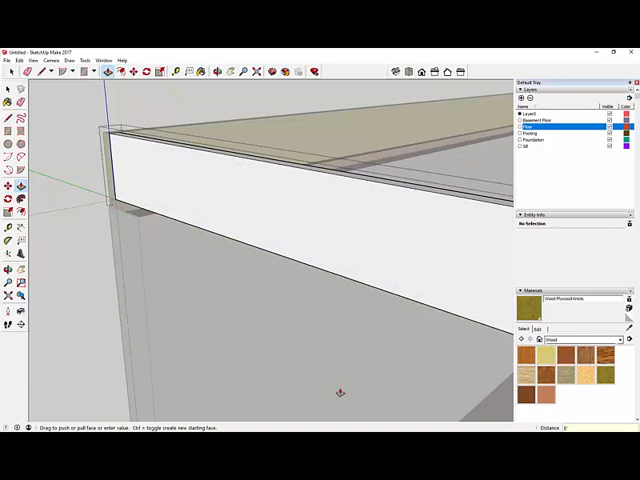 Untitled - SketchUp Make 2017
File Edit View Camera Draw Tools Window Help
Default Tray
Layers
Name Visible Color
Layer0
Basement Floor
Floor
Footing
Foundation
Sill
Entity Info
No Selection
Materials
Wood Plywood Knots
Select Edit
Wood
Drag to push or pull face or enter value. Ctrl = toggle create new starting face.
Distance 8'